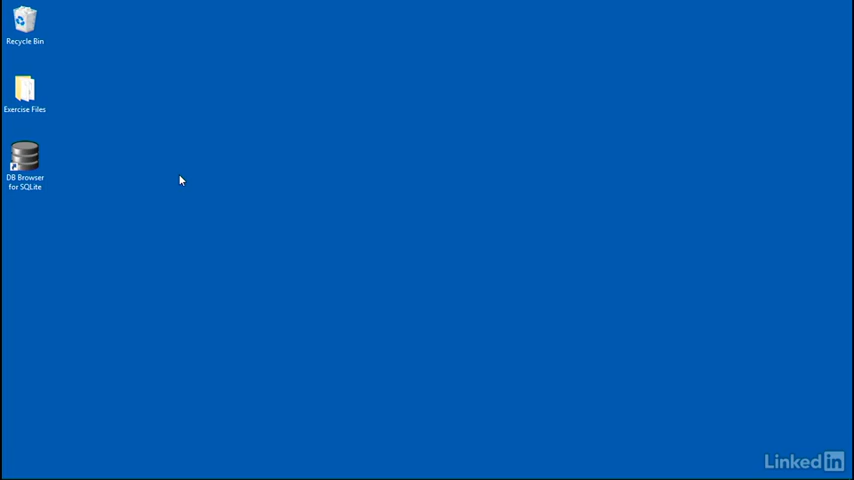 Recycle Bin
Exercise Files
DB Browser
for SQLite
Linked in